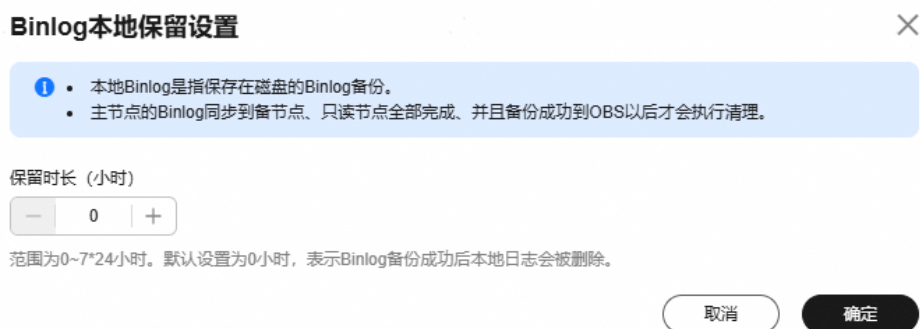 Binlog本地保留设置
本地Binlog是指保存在磁盘的Binlog备份。
主节点的Binlog同步到备节点、只读节点全部完成、并且备份成功到OBS以后才会执行清理。
保留时长（小时）
0
范围为0~7*24小时。默认设置为0小时，表示Binlog备份成功后本地日志会被删除。
取消 确定